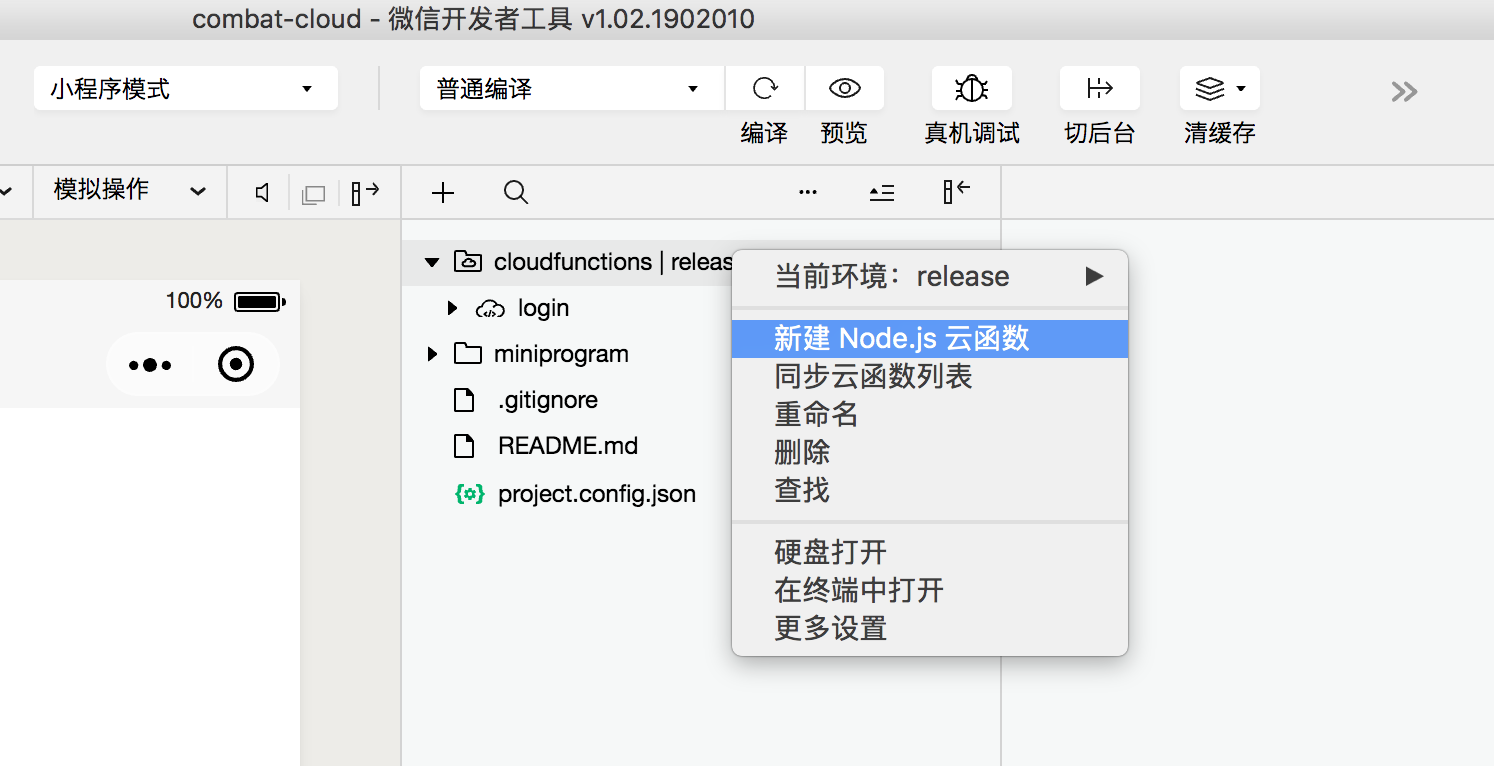 combat-cloud - 微信开发者工具 v1.02.1902010
小程序模式
普通编译
编译
预览
真机调试
切后台
清缓存
模拟操作
100%
cloudfunctions | releas
login
miniprogram
.gitignore
README.md
project.config.json
当前环境：release
新建 Node.js 云函数
同步云函数列表
重命名
删除
查找
硬盘打开
在终端中打开
更多设置